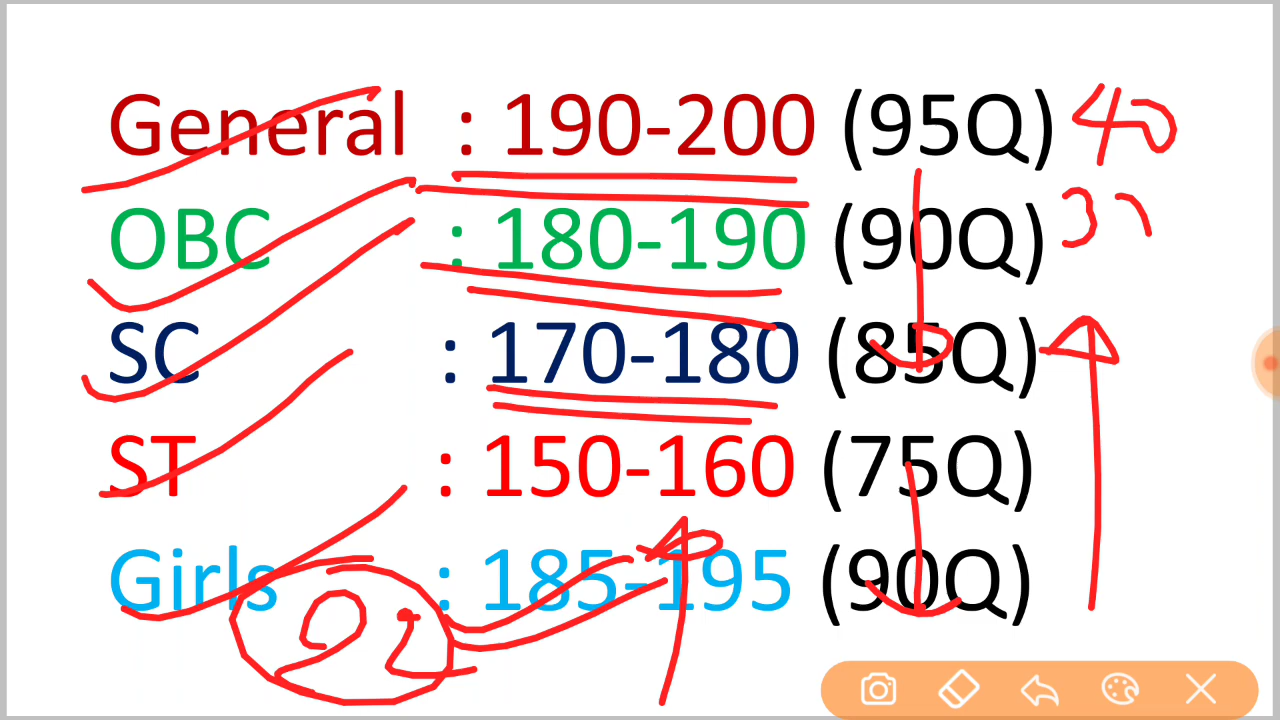 General : 190-200 (95Q) 40
OBC : 180-190 (90Q)
SC : 170-180 (85Q)
ST : 150-160 (75Q)
Girls : 185-195 (90Q)